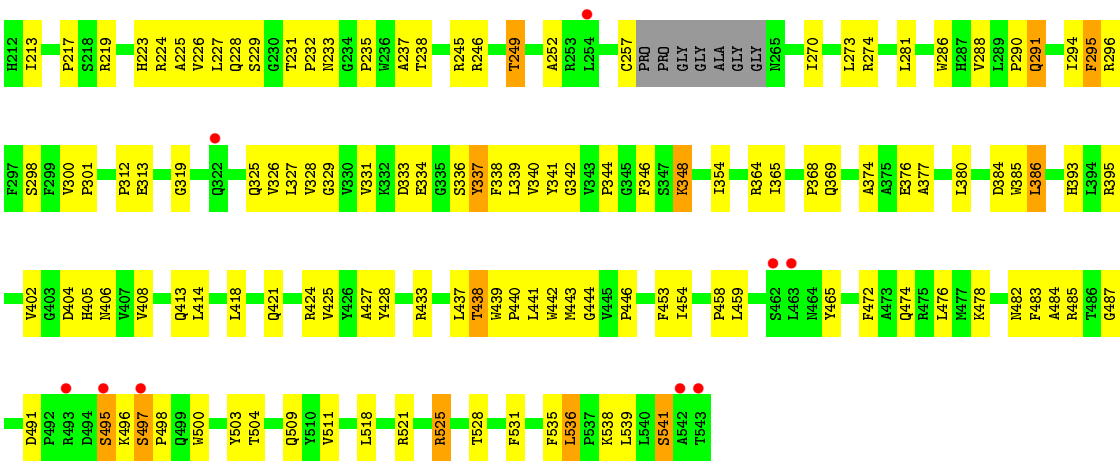 H212 I213 P217 S218 R219 H223 R224 A225 V226 L227 Q228 S229 G230 T231 P232 N233 G234 P235 W236 A237 T238 R245 R246 T249 A252 R253 L254 C257 PRO PRO GLY GLY ALA GLY GLY N265 I270 L273 R274 L281 W286 H287 V288 L289 P290 Q291 I294 F295 R296
F297 S298 F299 V300 P301 P312 E313 G319 Q322 Q325 V326 L327 V328 G329 V330 V331 K332 D333 E334 G335 S336 Y337 F338 L339 V340 Y341 G342 V343 P344 G345 F346 S347 K348 I354 R364 I365 P368 Q369 A374 A375 E376 A377 L380 D384 W385 L386 H393 L394 R395
V402 G403 D404 H405 N406 V407 V408 Q413 L414 L418 Q421 R424 V425 Y426 A427 Y428 R433 L437 T438 W439 P440 L441 W442 M443 G444 V445 P446 F453 I454 P458 L459 S462 L463 N464 Y465 F472 A473 Q474 R475 L476 M477 K478 N482 F483 A484 R485 T486 G487
D491 P492 R493 D494 S495 K496 S497 P498 Q499 W500 Y503 T504 Q509 Y510 V511 L518 R521 R525 T528 F531 F535 L536 P537 K538 L539 L540 S541 A542 T543